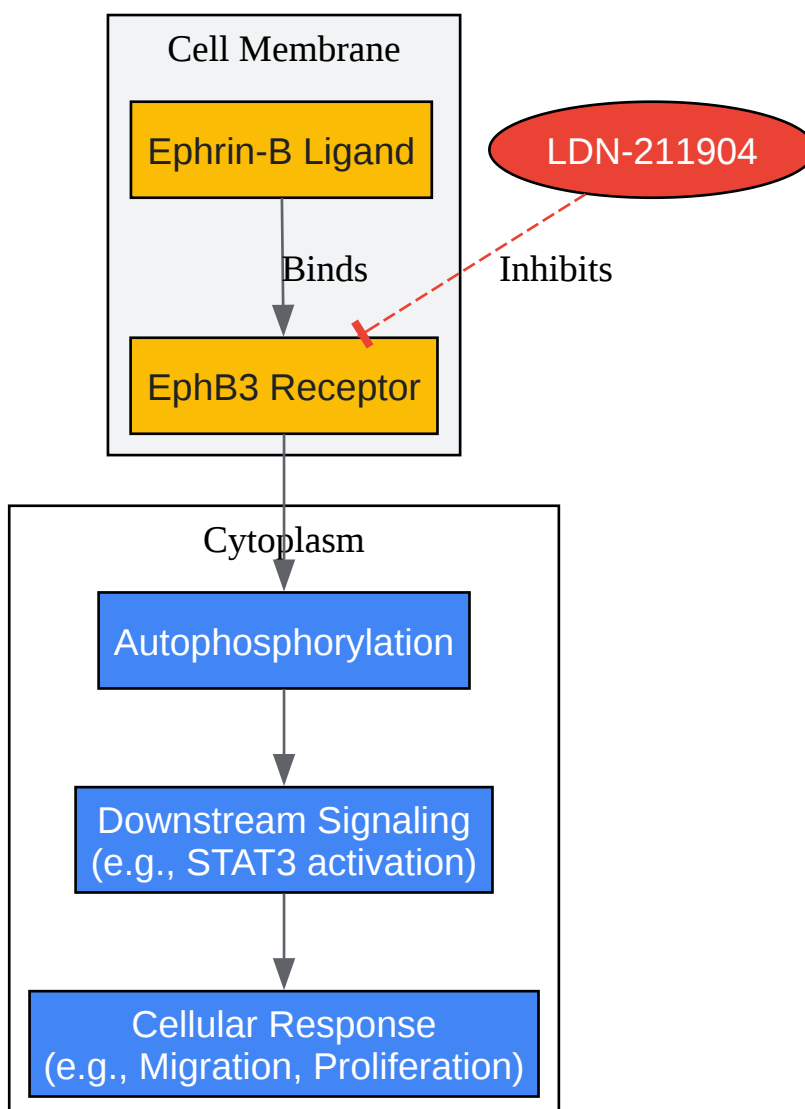 Cell Membrane
Ephrin-B Ligand
LDN-211904
Binds
Inhibits
EphB3 Receptor
Cytoplasm
Autophosphorylation
Downstream Signaling
(e.g., STAT3 activation)
Cellular Response
(e.g., Migration, Proliferation)